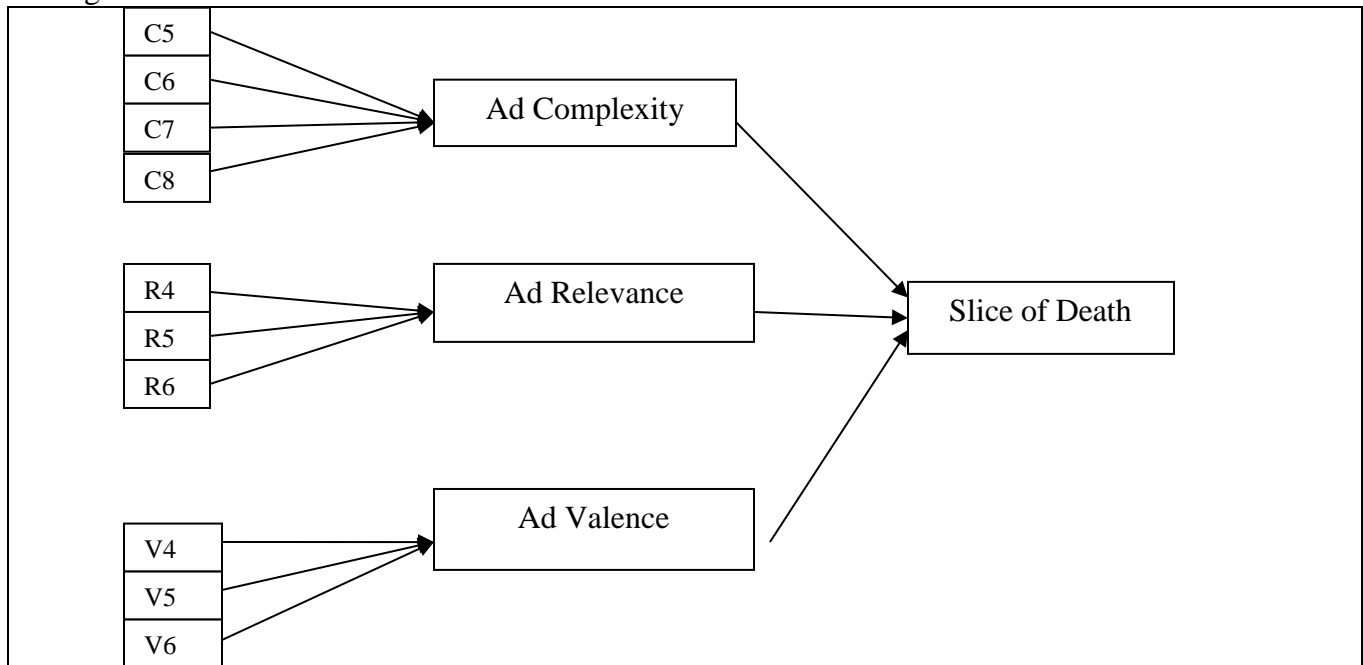 C5
C6
C7
C8
Ad Complexity
R4
R5
R6
Ad Relevance
Slice of Death
V4
V5
V6
Ad Valence